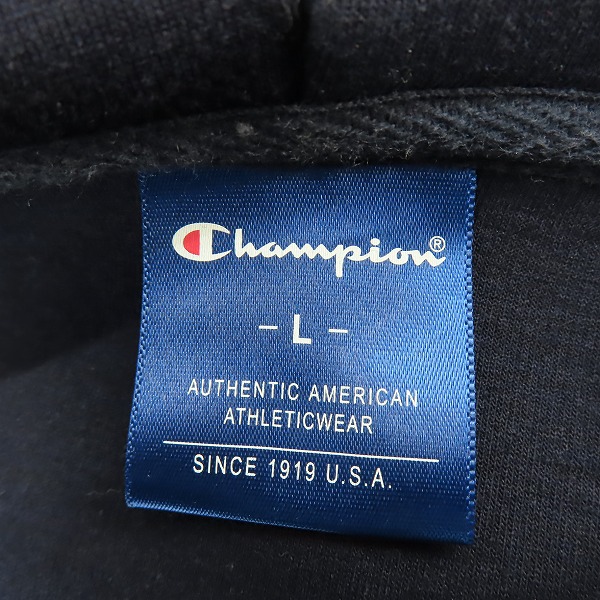 Champion®
- L -
AUTHENTIC AMERICAN
ATHLETICWEAR
SINCE 1919 U.S.A.